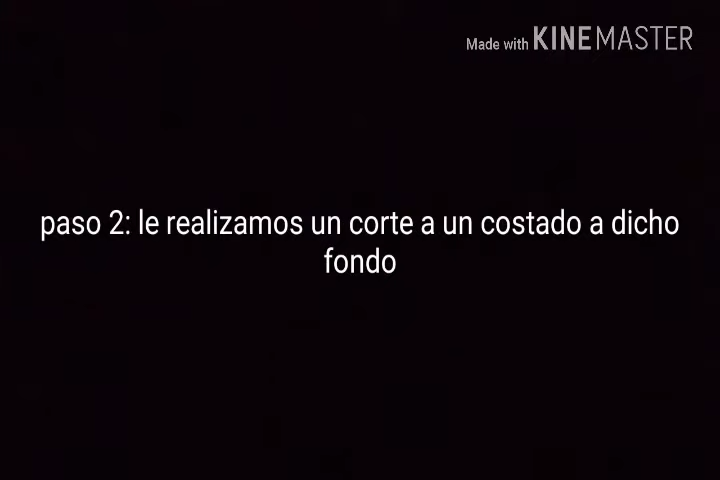 Made with KINEMASTER
paso 2: le realizamos un corte a un costado a dicho
fondo